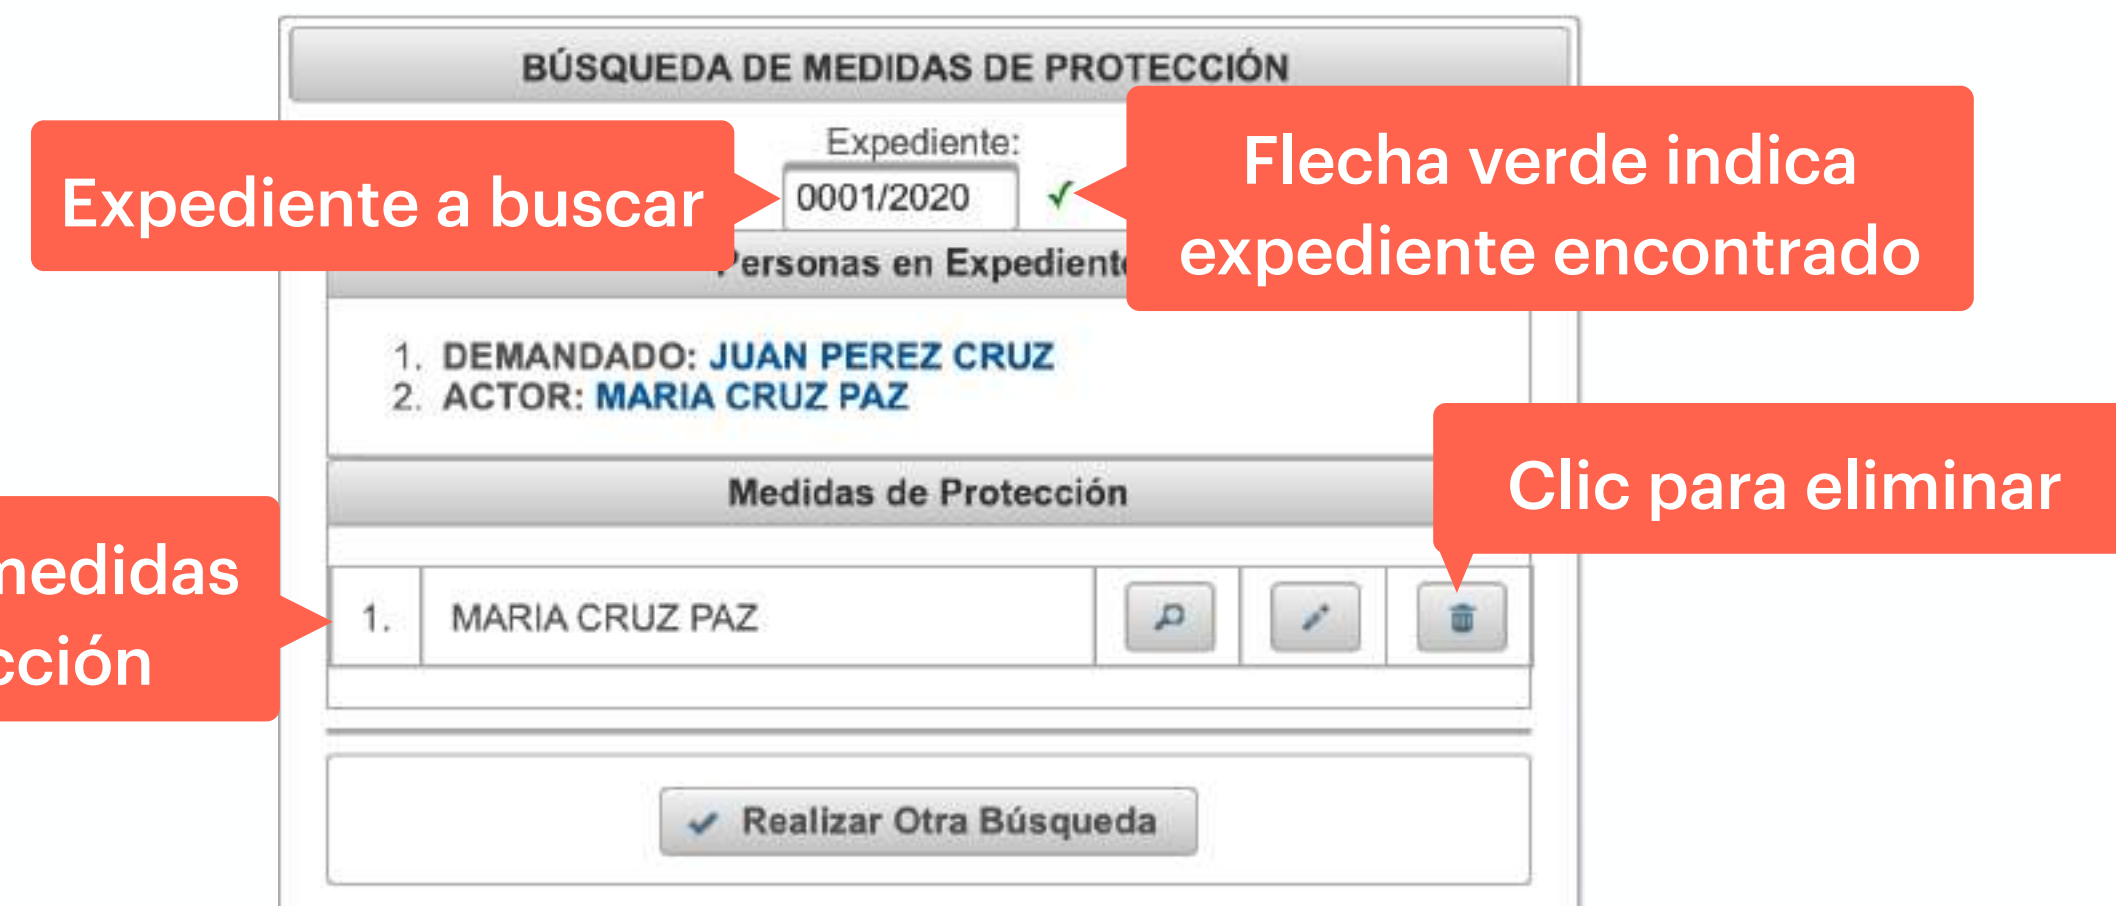 BÚSQUEDA DE MEDIDAS DE PROTECCIÓN
Expediente:
0001/2020
Expediente a buscar
Flecha verde indica
expediente encontrado
Personas en Expediente
1. DEMANDADO: JUAN PEREZ CRUZ
2. ACTOR: MARIA CRUZ PAZ
Clic para eliminar
Medidas de Protección
medidas
cción
1. MARIA CRUZ PAZ
Realizar Otra Búsqueda